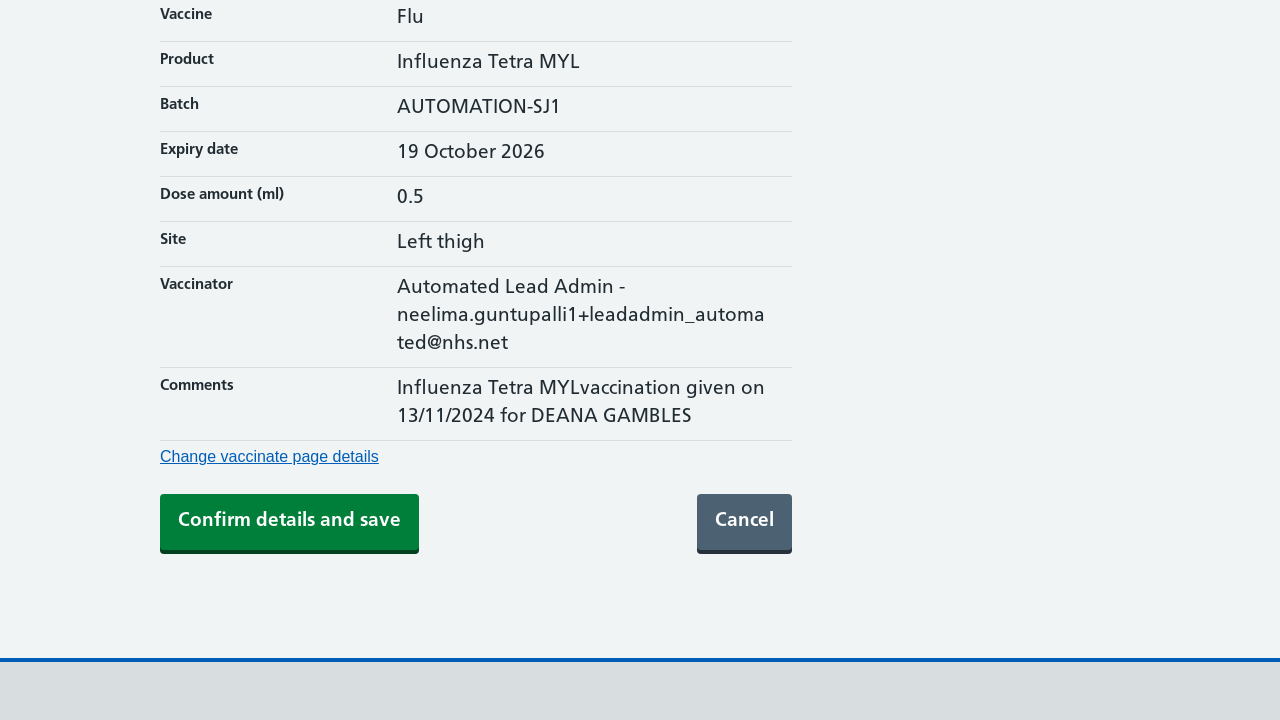 Vaccine Flu
Product Influenza Tetra MYL
Batch AUTOMATION-SJ1
Expiry date 19 October 2026
Dose amount (ml) 0.5
Site Left thigh
Vaccinator Automated Lead Admin -
neelima.guntupalli1+leadadmin_automa
ted@nhs.net
Comments Influenza Tetra MYLvaccination given on
13/11/2024 for DEANA GAMBLES
Change vaccinate page details
Confirm details and save Cancel